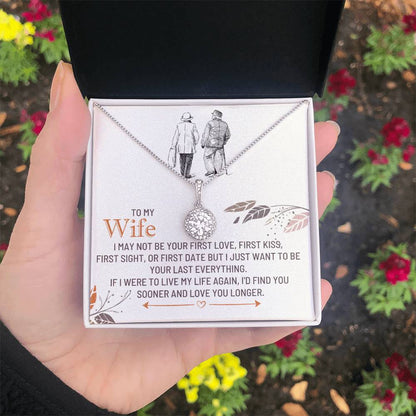 TO MY
Wife
I MAY NOT BE YOUR FIRST LOVE, FIRST KISS,
FIRST SIGHT, OR FIRST DATE BUT I JUST WANT TO BE
YOUR LAST EVERYTHING.
IF I WERE TO LIVE MY LIFE AGAIN, I'D FIND YOU
SOONER AND LOVE YOU LONGER.